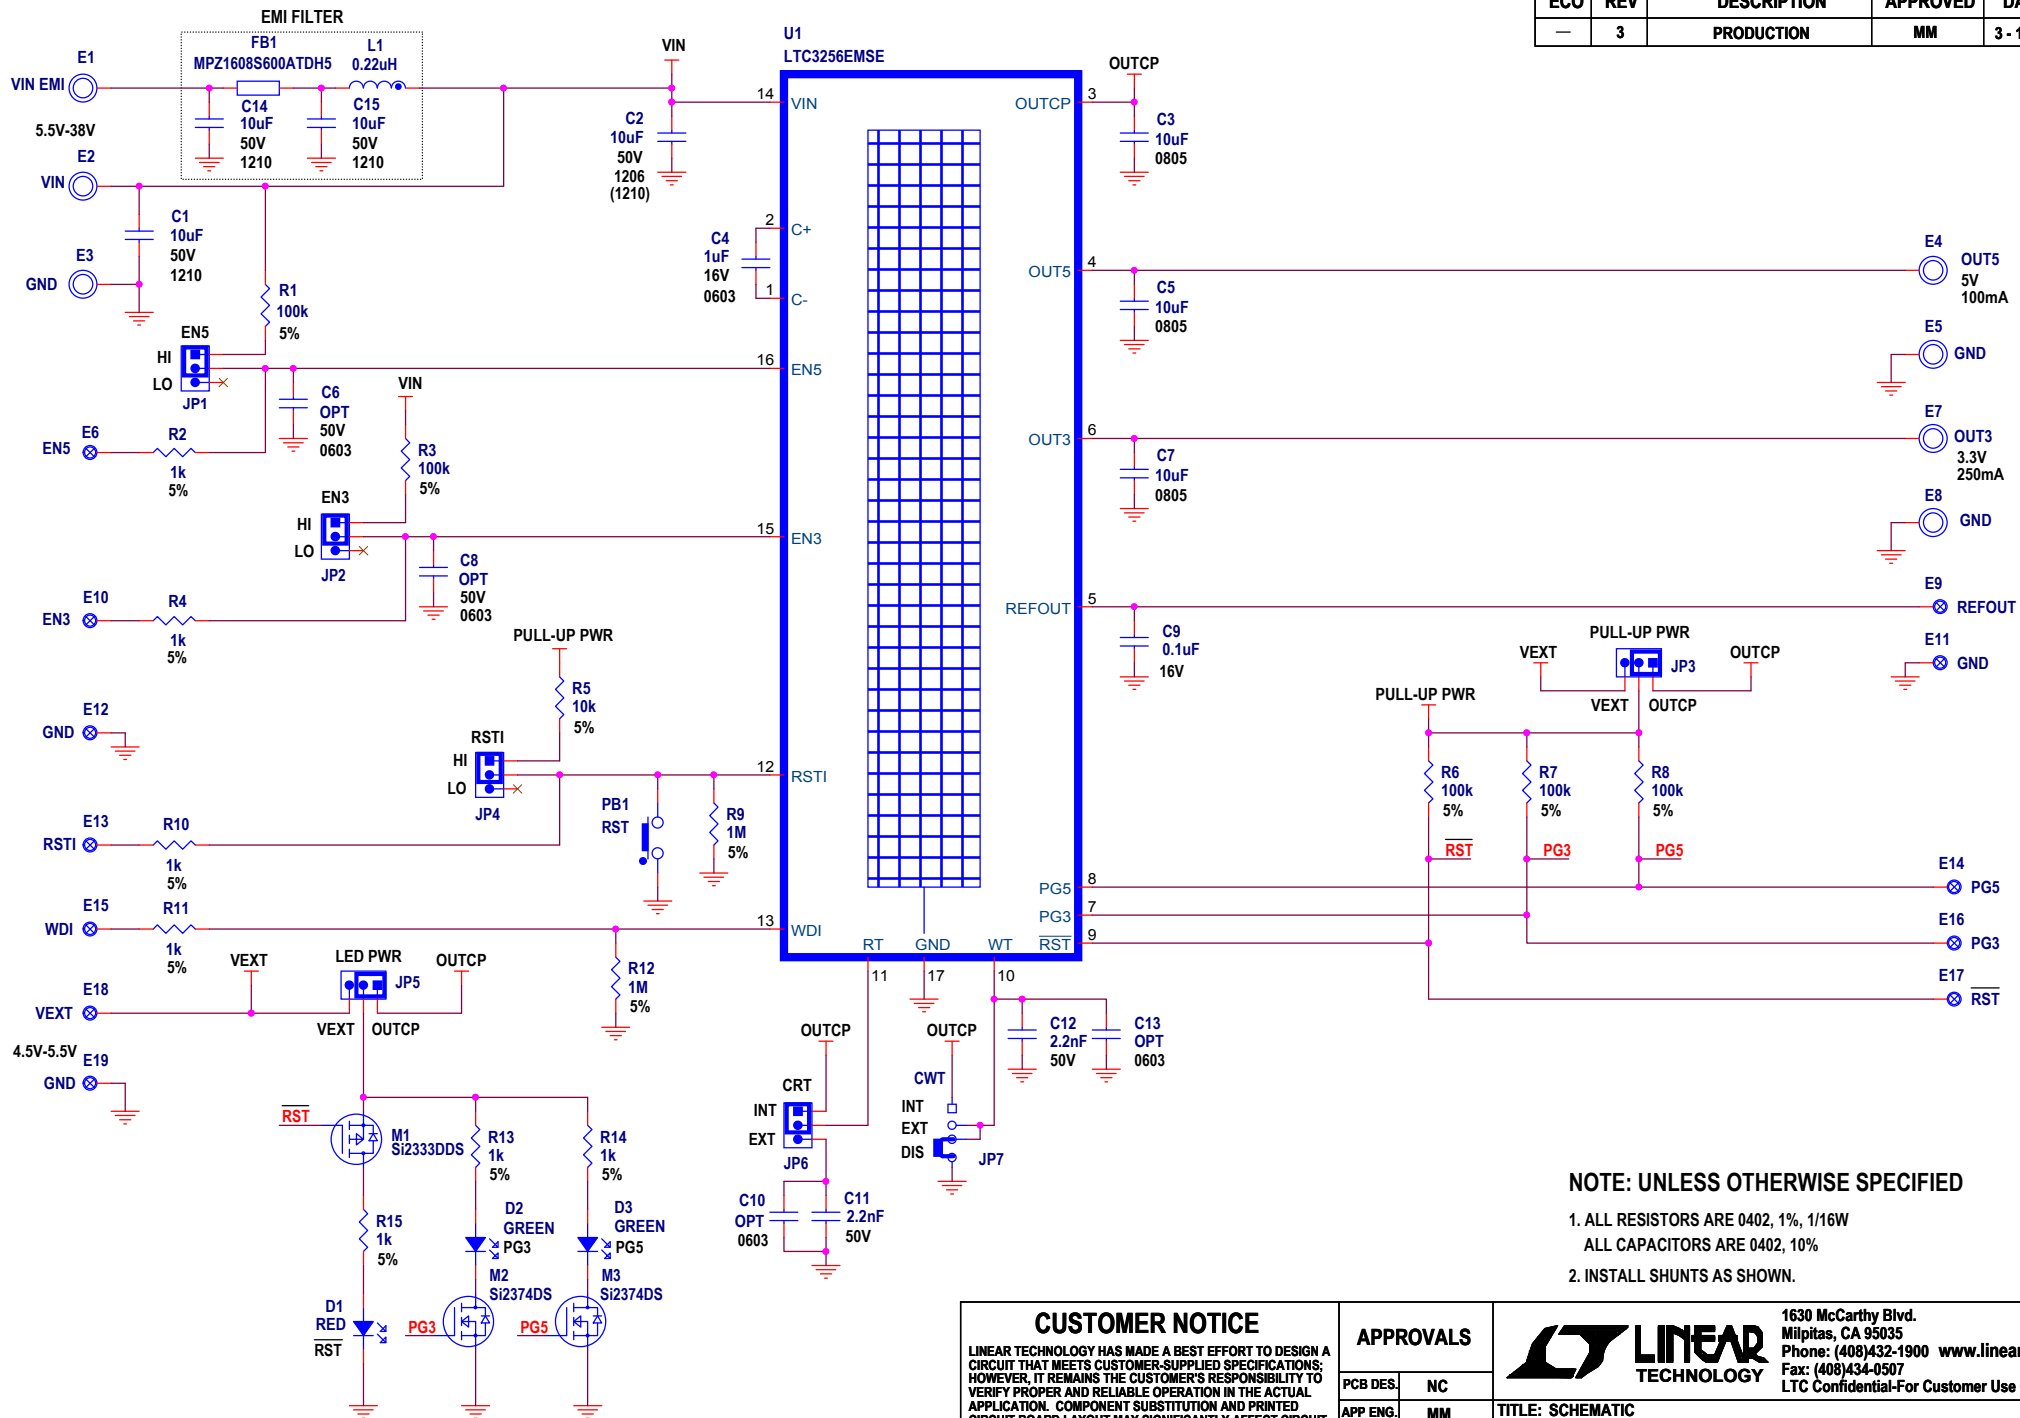 ECO REV DESCRIPTION APPROVED
— 3 PRODUCTION MM 3 - 1
EMI FILTER
FB1
MPZ1608S600ATDH5
L1
0.22uH
E1
VIN EMI
C14
10uF
50V
1210
C15
10uF
50V
1210
5.5V-38V
E2
VIN
C1
10uF
50V
1210
E3
GND
VIN
C2
10uF
50V
1206
(1210)
U1
LTC3256EMSE
14 VIN
2 C+
1 C-
16 EN5
15 EN3
12 RSTI
13 WDI
RT
11
GND
17
WT
10
OUTCP 3
OUT5 4
OUT3 6
REFOUT 5
PG5 8
PG3 7
RST 9
C4
1uF
16V
0603
R1
100k
5%
EN5
HI
LO
JP1
E6
EN5
R2
1k
5%
C6
OPT
50V
0603
VIN
R3
100k
5%
EN3
HI
LO
JP2
C8
OPT
50V
0603
E10
EN3
R4
1k
5%
PULL-UP PWR
R5
10k
5%
E12
GND
RSTI
HI
LO
JP4
PB1
RST
R9
1M
5%
E13
RSTI
R10
1k
5%
E15
WDI
R11
1k
5%
R12
1M
5%
E18
VEXT
4.5V-5.5V
E19
GND
VEXT
LED PWR
OUTCP
JP5
VEXT OUTCP
RST
M1
Si2333DDS
R15
1k
5%
D1
RED
RST
R13
1k
5%
D2
GREEN
PG3
M2
Si2374DS
PG3
R14
1k
5%
D3
GREEN
PG5
M3
Si2374DS
PG5
OUTCP
CRT
INT
EXT
JP6
C10
OPT
0603
C11
2.2nF
50V
OUTCP
CWT
INT
EXT
DIS
JP7
C12
2.2nF
50V
C13
OPT
0603
OUTCP
C3
10uF
0805
C5
10uF
0805
C7
10uF
0805
C9
0.1uF
16V
E4
OUT5
5V
100mA
E5
GND
E7
OUT3
3.3V
250mA
E8
GND
E9
REFOUT
E11
GND
PULL-UP PWR
VEXT
JP3
OUTCP
VEXT OUTCP
PULL-UP PWR
R6
100k
5%
R7
100k
5%
R8
100k
5%
RST
PG3
PG5
E14
PG5
E16
PG3
E17
RST
NOTE: UNLESS OTHERWISE SPECIFIED
1. ALL RESISTORS ARE 0402, 1%, 1/16W
ALL CAPACITORS ARE 0402, 10%
2. INSTALL SHUNTS AS SHOWN.
CUSTOMER NOTICE
LINEAR TECHNOLOGY HAS MADE A BEST EFFORT TO DESIGN A
CIRCUIT THAT MEETS CUSTOMER-SUPPLIED SPECIFICATIONS;
HOWEVER, IT REMAINS THE CUSTOMER'S RESPONSIBILITY TO
VERIFY PROPER AND RELIABLE OPERATION IN THE ACTUAL
APPLICATION. COMPONENT SUBSTITUTION AND PRINTED
CIRCUIT BOARD LAYOUT MAY SIGNIFICANTLY AFFECT CIRCUIT
APPROVALS
PCB DES. NC
APP ENG. MM
LINEAR
TECHNOLOGY
1630 McCarthy Blvd.
Milpitas, CA 95035
Phone: (408)432-1900 www.linear
Fax: (408)434-0507
LTC Confidential-For Customer Use
TITLE: SCHEMATIC